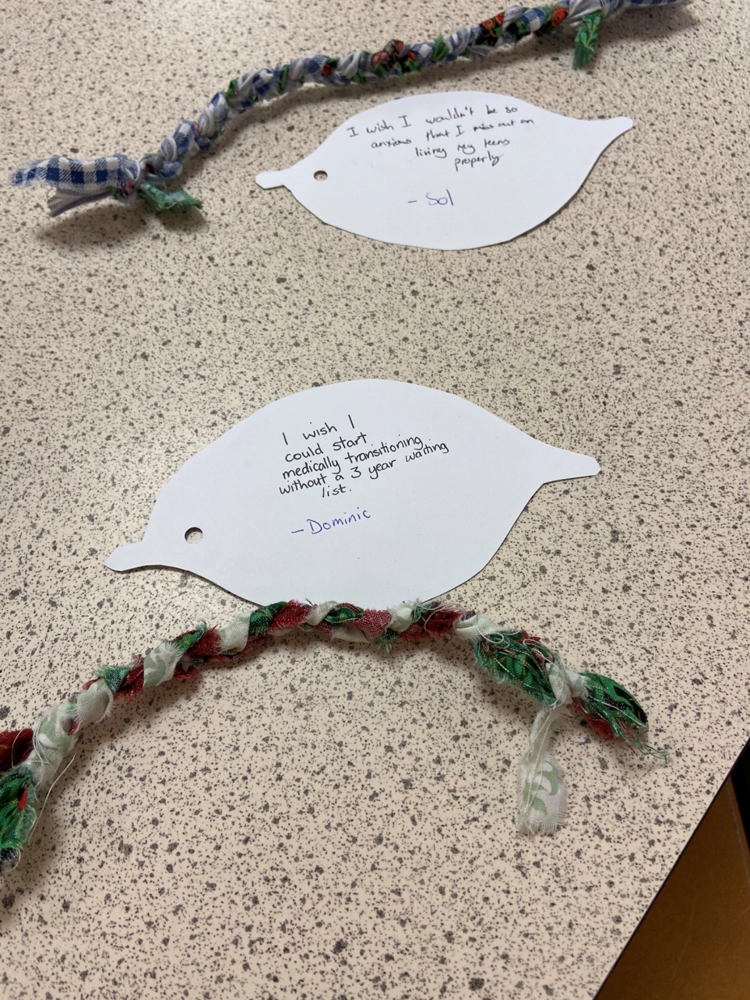 I wish I wouldn't be so
anxious that I miss out on
living my teens
properly
- Sol
I wish I
could start
medically transitioning
without a 3 year waiting
list.
- Dominic